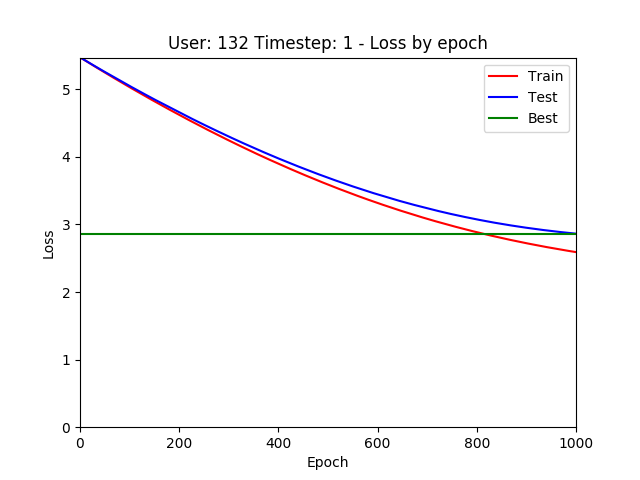 User: 132 Timestep: 1 - Loss by epoch
Train
Test
Best
5
4
3
2
1
0
Loss
0 200 400 600 800 1000
Epoch